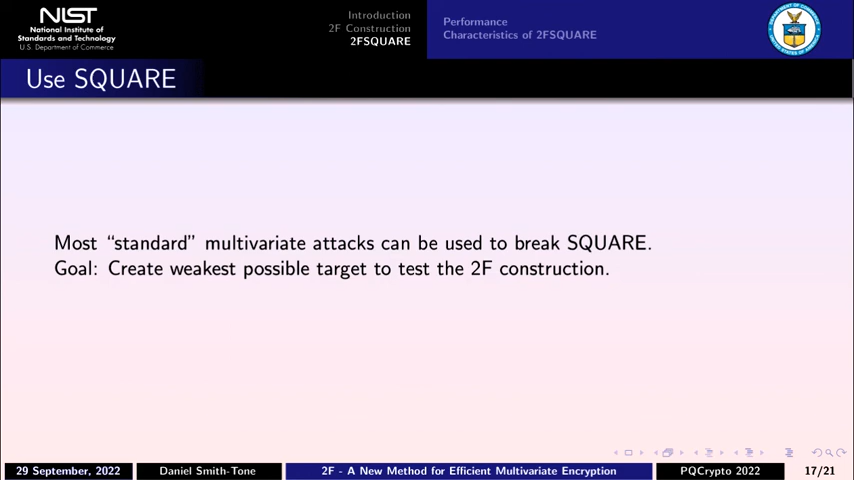 NIST
National Institute of
Standards and Technology
U.S. Department of Commerce
Introduction
2F Construction
2FSQUARE
Performance
Characteristics of 2FSQUARE
Use SQUARE
Most “standard” multivariate attacks can be used to break SQUARE.
Goal: Create weakest possible target to test the 2F construction.
29 September, 2022
Daniel Smith-Tone
2F - A New Method for Efficient Multivariate Encryption
PQCrypto 2022
17/21